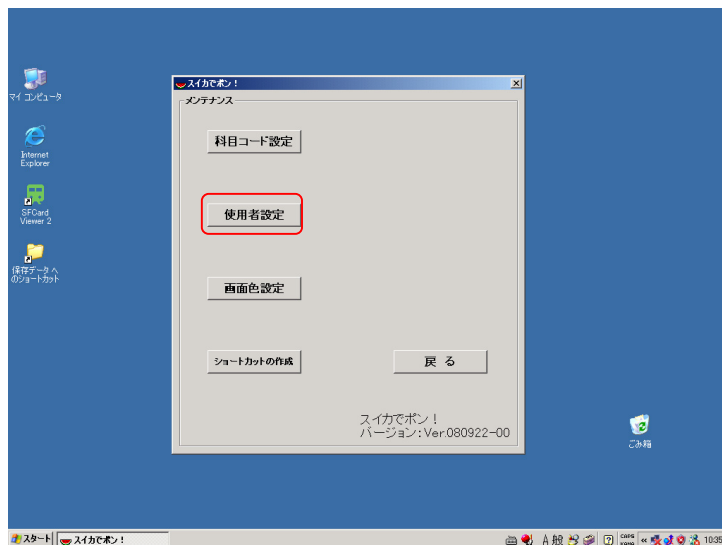 マイ コンピュータ
Internet
Explorer
SFCard
Viewer 2
保存データ へ
のショートカット
スイカでポン！
メンテナンス
科目コード設定
使用者設定
画面色設定
ショートカットの作成
戻 る
スイカでポン！
バージョン：Ver.080922-00
ごみ箱
スタート
スイカでポン！
A 般
CAPS
KANA
10:35